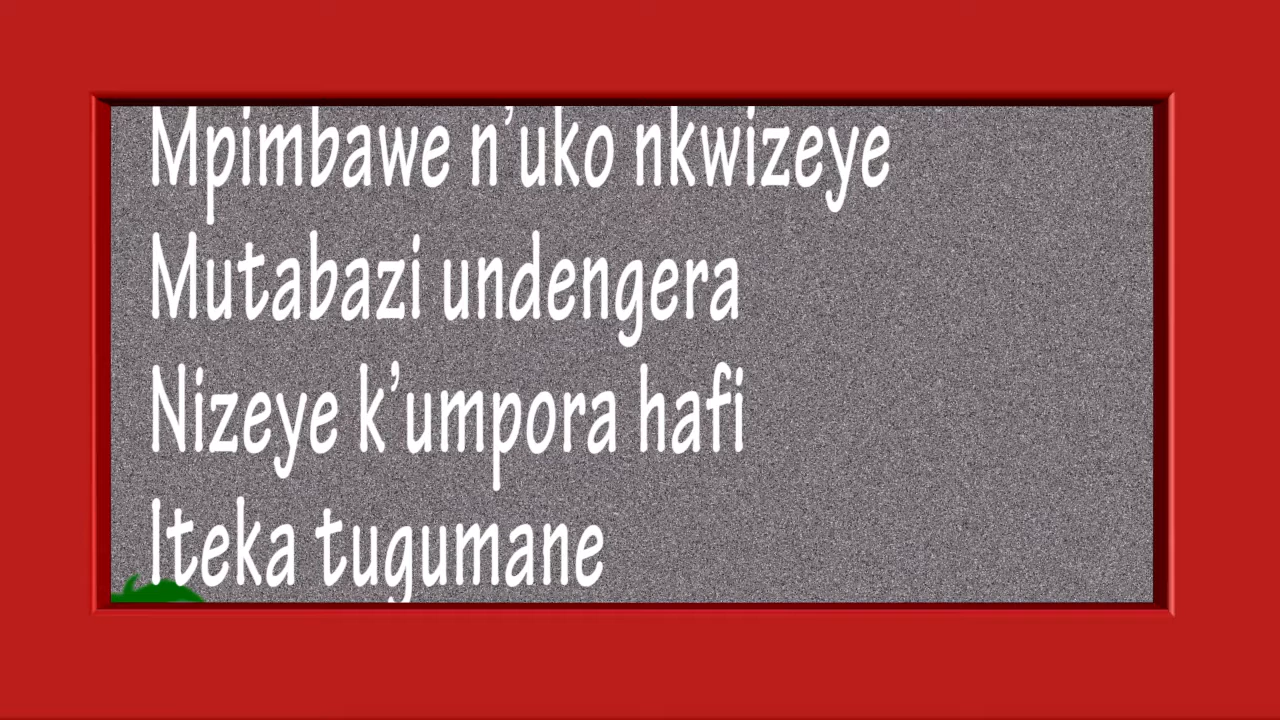 Mpimbawe n’uko nkwizeye
Mutabazi undengera
Nizeye k’umpora hafi
Iteka tugumane